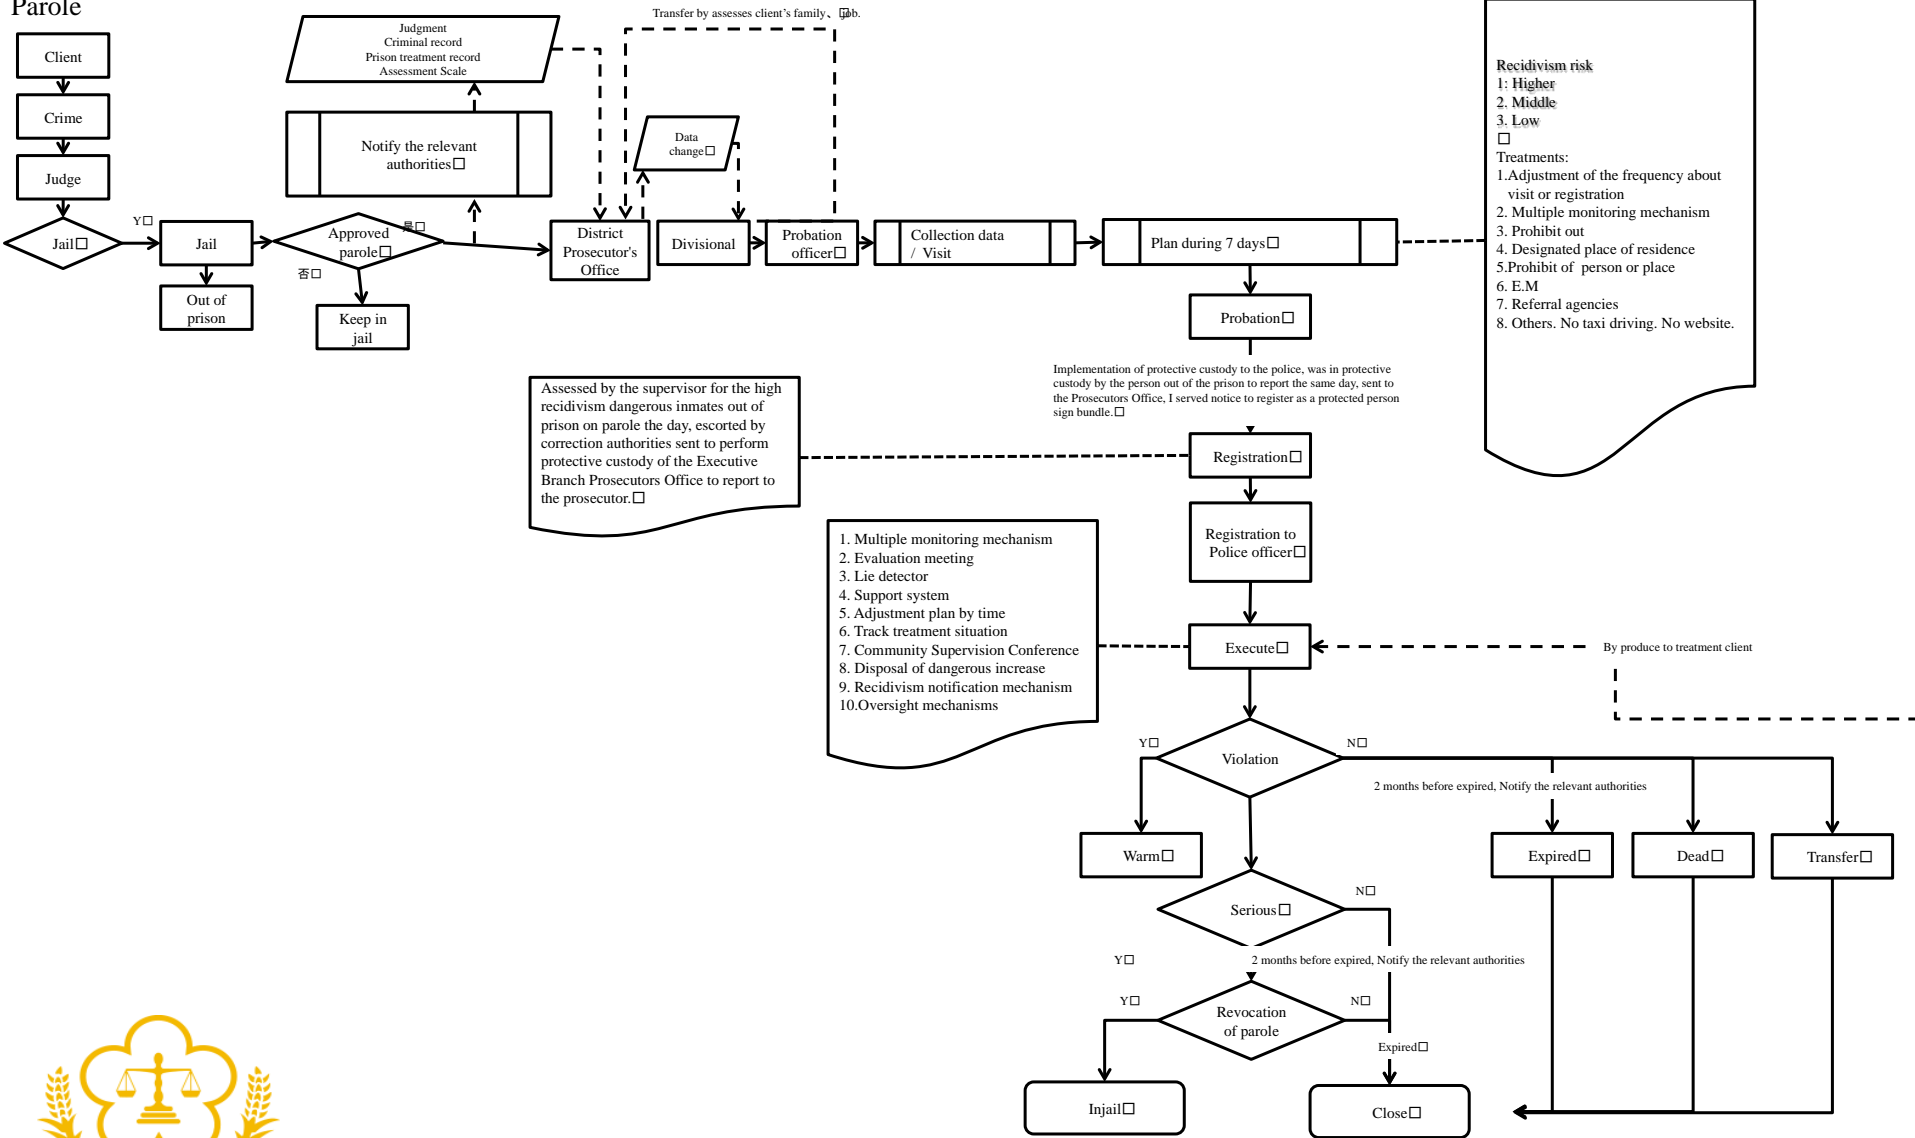 Parole
Client
Crime
Judge
Jail□
Y□
Jail
Out of
prison
Judgment
Criminal record
Prison treatment record
Assessment Scale
Notify the relevant
authorities□
Approved
parole□
是□
否□
Keep in
jail
Transfer by assesses client’s family、□job.
Data
change□
District
Prosecutor's
Office
Divisional
Probation
officer□
Collection data
/ Visit
Plan during 7 days□
Recidivism risk
1: Higher
2. Middle
3. Low
□
Treatments:
1.Adjustment of the frequency about
visit or registration
2. Multiple monitoring mechanism
3. Prohibit out
4. Designated place of residence
5.Prohibit of person or place
6. E.M
7. Referral agencies
8. Others. No taxi driving. No website.
Probation□
Implementation of protective custody to the police, was in protective
custody by the person out of the prison to report the same day, sent to
the Prosecutors Office, I served notice to register as a protected person
sign bundle.□
Assessed by the supervisor for the high
recidivism dangerous inmates out of
prison on parole the day, escorted by
correction authorities sent to perform
protective custody of the Executive
Branch Prosecutors Office to report to
the prosecutor.□
Registration□
Registration to
Police officer□
1. Multiple monitoring mechanism
2. Evaluation meeting
3. Lie detector
4. Support system
5. Adjustment plan by time
6. Track treatment situation
7. Community Supervision Conference
8. Disposal of dangerous increase
9. Recidivism notification mechanism
10.Oversight mechanisms
Execute□
By produce to treatment client
Y□
Violation
N□
2 months before expired, Notify the relevant authorities
Warm□
Expired□
Dead□
Transfer□
Serious□
N□
Y□
2 months before expired, Notify the relevant authorities
Y□
Revocation
of parole
N□
Expired□
Injail□
Close□